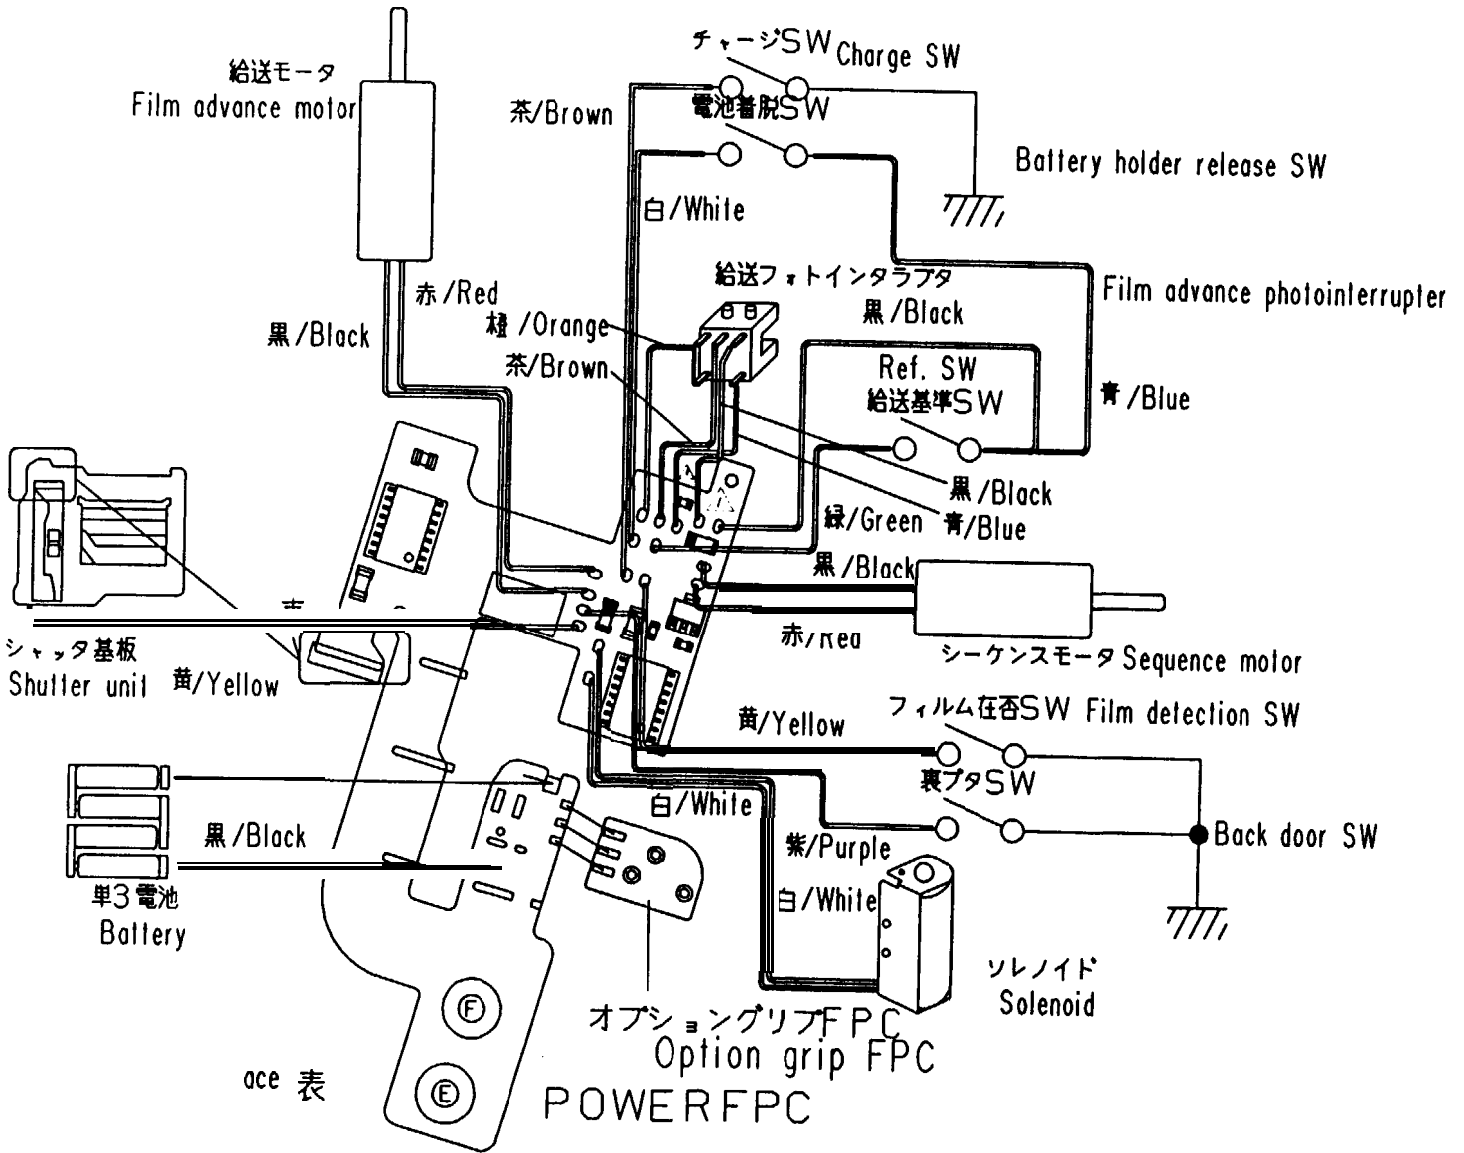 チャージSW Charge SW
給送モータ
Film advance motor
茶/Brown
電池着脱SW
Battery holder release SW
白/White
給送フォトインタラプタ
Film advance photointerrupter
赤/Red
橙/Orange
黒/Black
黒/Black
茶/Brown
Ref. SW
給送基準SW
青/Blue
黒/Black
緑/Green
青/Blue
黒/Black
赤/Red
シーケンスモータ Sequence motor
シャッタ基板
Shutter unit
黄/Yellow
フィルム在否SW Film detection SW
黄/Yellow
裏ブタSW
白/White
黒/Black
紫/Purple
Back door SW
単3電池
Battery
白/White
ソレノイド
Solenoid
F
オプショングリップFPC
Option grip FPC
ace 表
E
POWERFPC